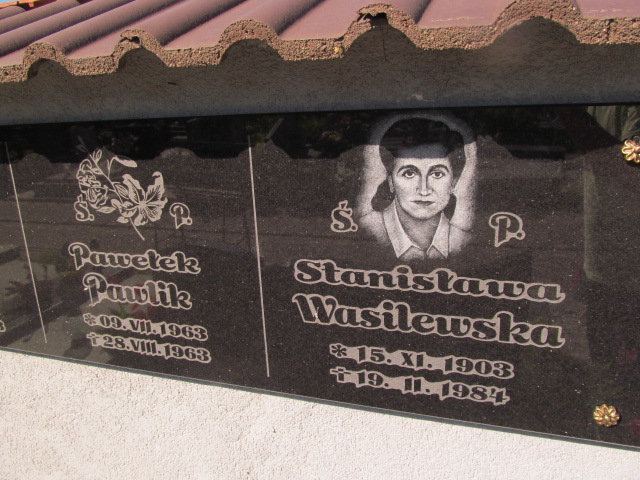 Ś. P.
Pawełek
Pawlik
* 09. VII. 1963
† 28. VIII. 1963
Ś. P.
Stanisława
Wasilewska
* 15. XI. 1903
† 19. II. 1984